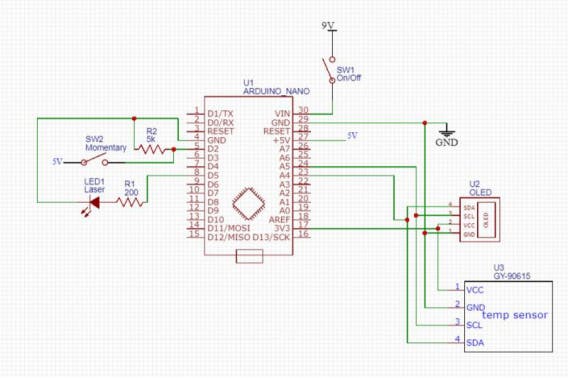 9V
SW1
On/Off
U1
ARDUINO_NANO
1 D1/TX VIN 30
2 D0/RX GND 29
3 RESET RESET 28
4 GND +5V 27 5V
5 D2 A7 26
6 D3 A6 25
7 D4 A5 24
8 D5 A4 23
9 D6 A3 22
10 D7 A2 21
11 D8 A1 20
12 D9 A0 19
13 D10 AREF 18
14 D11/MOSI 3V3 17
15 D12/MISO D13/SCK 16
R2
5k
SW2
Momentary
5V
LED1
Laser
R1
200
GND
U2
OLED
4 SDA
3 SCL
2 VCC
1 GND
OLED
U3
GY-90615
1 VCC
2 GND
temp sensor
3 SCL
4 SDA